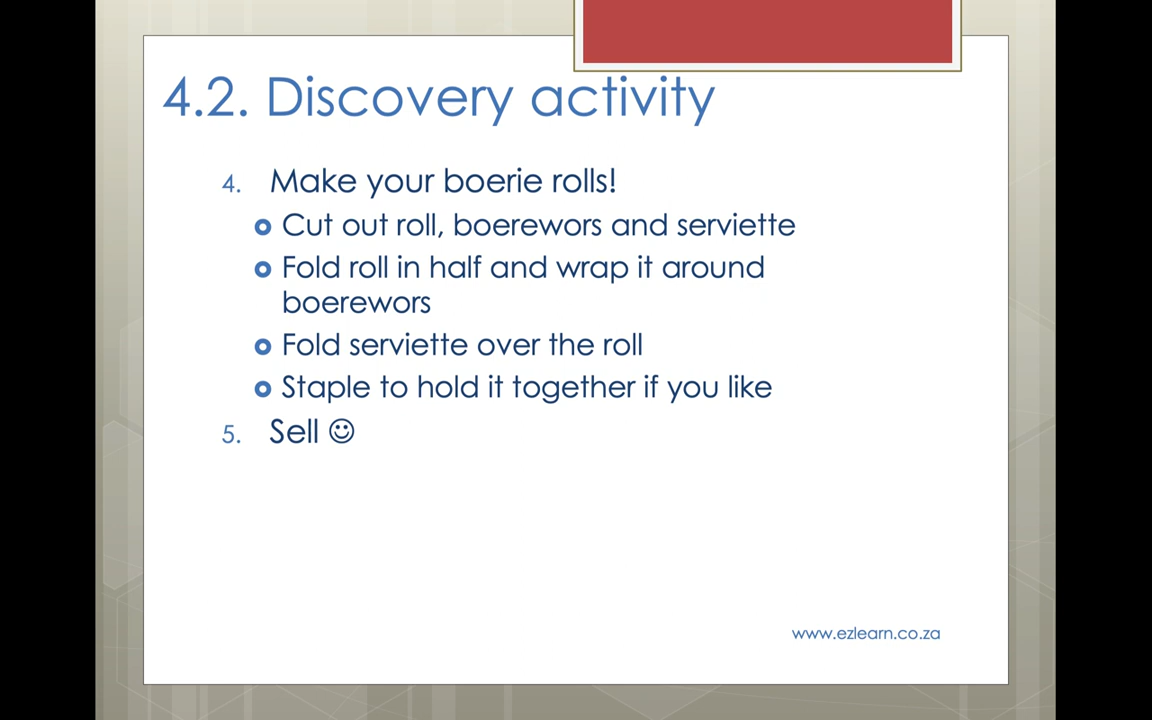 4.2. Discovery activity
4. Make your boerie rolls!
Cut out roll, boerewors and serviette
Fold roll in half and wrap it around
boerewors
Fold serviette over the roll
Staple to hold it together if you like
5. Sell ☺
www.ezlearn.co.za